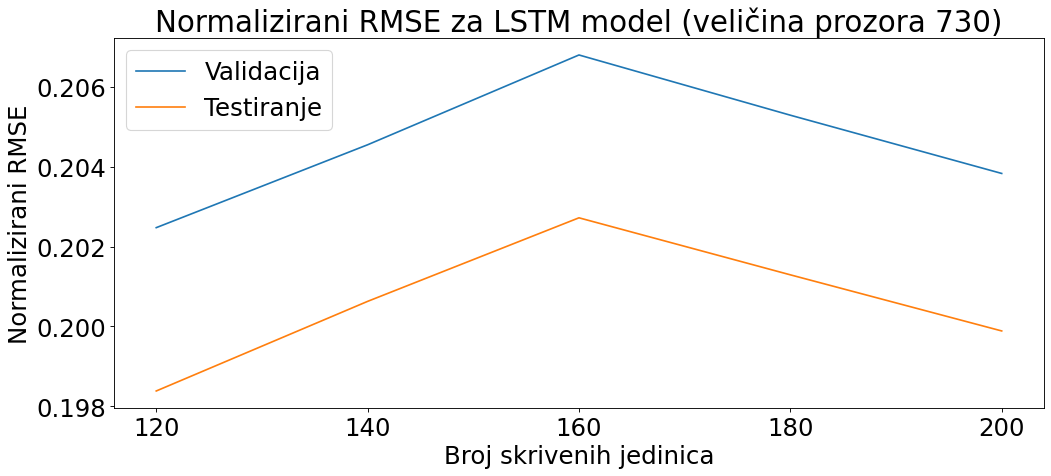 Normalizirani RMSE za LSTM model (veličina prozora 730)
Validacija
Testiranje
Normalizirani RMSE
0.206
0.204
0.202
0.200
0.198
120 140 160 180 200
Broj skrivenih jedinica